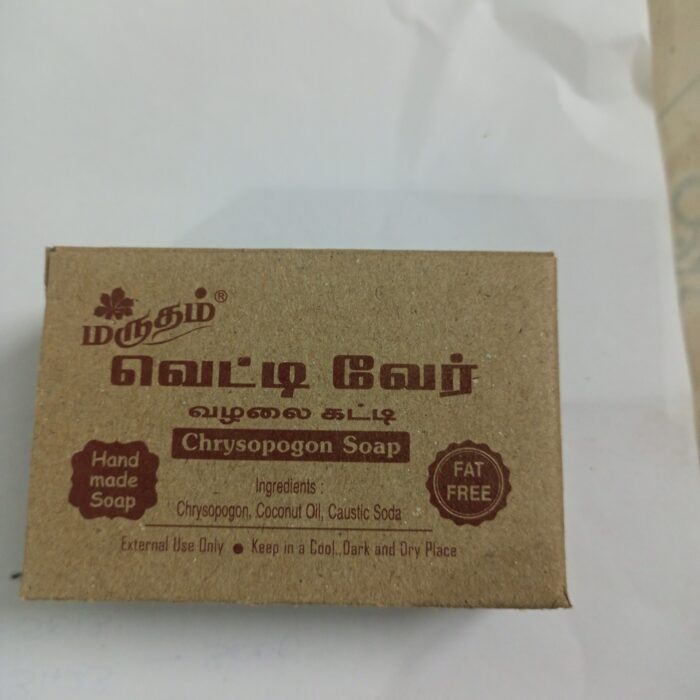 மருதம்®
வெட்டி வேர்
வழலை கட்டி
Chrysopogon Soap
Hand
made
Soap
Ingredients :
Chrysopogon, Coconut Oil, Caustic Soda
FAT
FREE
External Use Only ● Keep in a Cool,.Dark and Dry Place